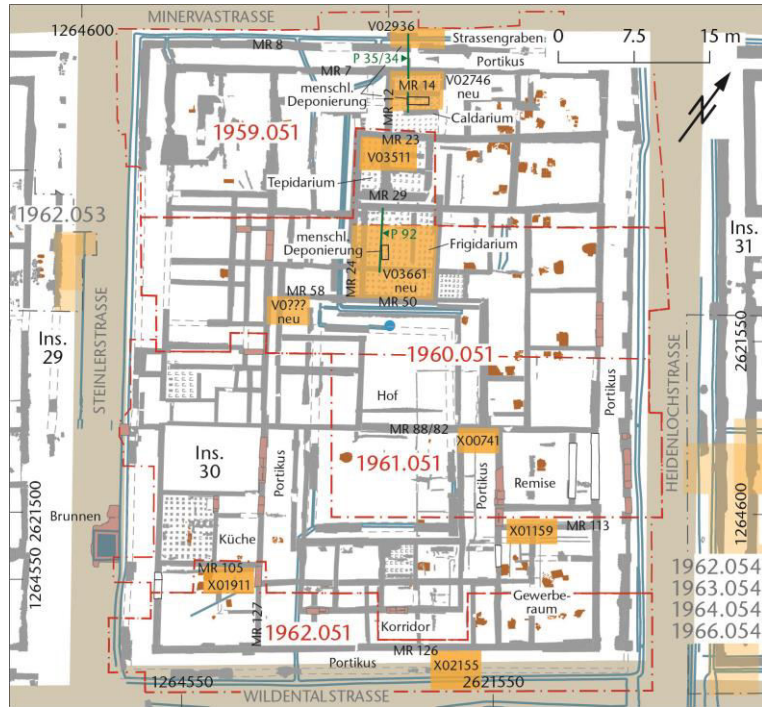 MINERVASTRASSE
1264600
V02936
Strassengraben
MR 8
Portikus
0 7.5 15 m
P 35/34
MR 7
MR 14
V02746
neu
menschl.
Deponierung
MR 12
Caldarium
1959.051
MR 23
V03511
Tepidarium
MR 29
1962.053
menschl.
Deponierung
P 92
Frigidarium
MR 24
V03661
neu
MR 58
MR 50
V0???
neu
Ins.
31
Ins.
29
STEINLERSTRASSE
1960.051
2621550
Hof
Portikus
HEIDENLOCHSTRASSE
MR 88/82
X00741
Ins.
30
1961.051
Portikus
Portikus
Remise
2621500
Brunnen
Küche
X01159
MR 113
1264600
1264550
MR 105
X01911
Gewerbe-
raum
1962.054
1963.054
1964.054
1966.054
MR 127
1962.051
Korridor
MR 126
Portikus
X02155
1264550
2621550
WILDENTALSTRASSE